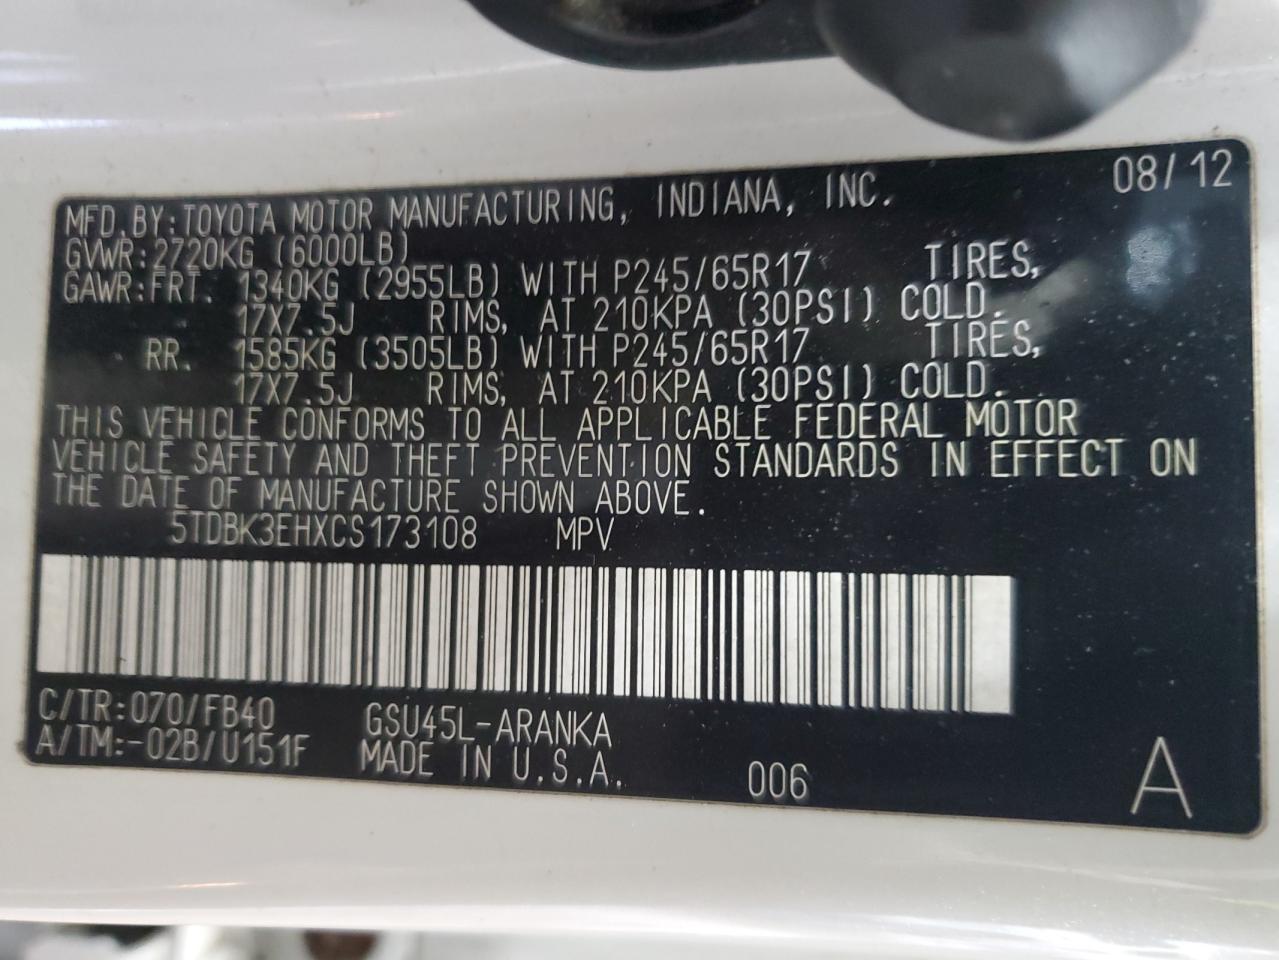 08/12
MFD.BY:TOYOTA MOTOR MANUFACTURING, INDIANA, INC.
GVWR:2720KG (6000LB)
GAWR:FRT. 1340KG (2955LB) WITH P245/65R17 TIRES,
17X7.5J RIMS, AT 210KPA (30PSI) COLD.
RR. 1585KG (3505LB) WITH P245/65R17 TIRES,
17X7.5J RIMS, AT 210KPA (30PSI) COLD.
THIS VEHICLE CONFORMS TO ALL APPLICABLE FEDERAL MOTOR
VEHICLE SAFETY AND THEFT PREVENTION STANDARDS IN EFFECT ON
THE DATE OF MANUFACTURE SHOWN ABOVE.
5TDBK3EHXCS173108 MPV
C/TR:070/FB40 GSU45L-ARANKA
A/TM:-02B/U151F MADE IN U.S.A. 006 A